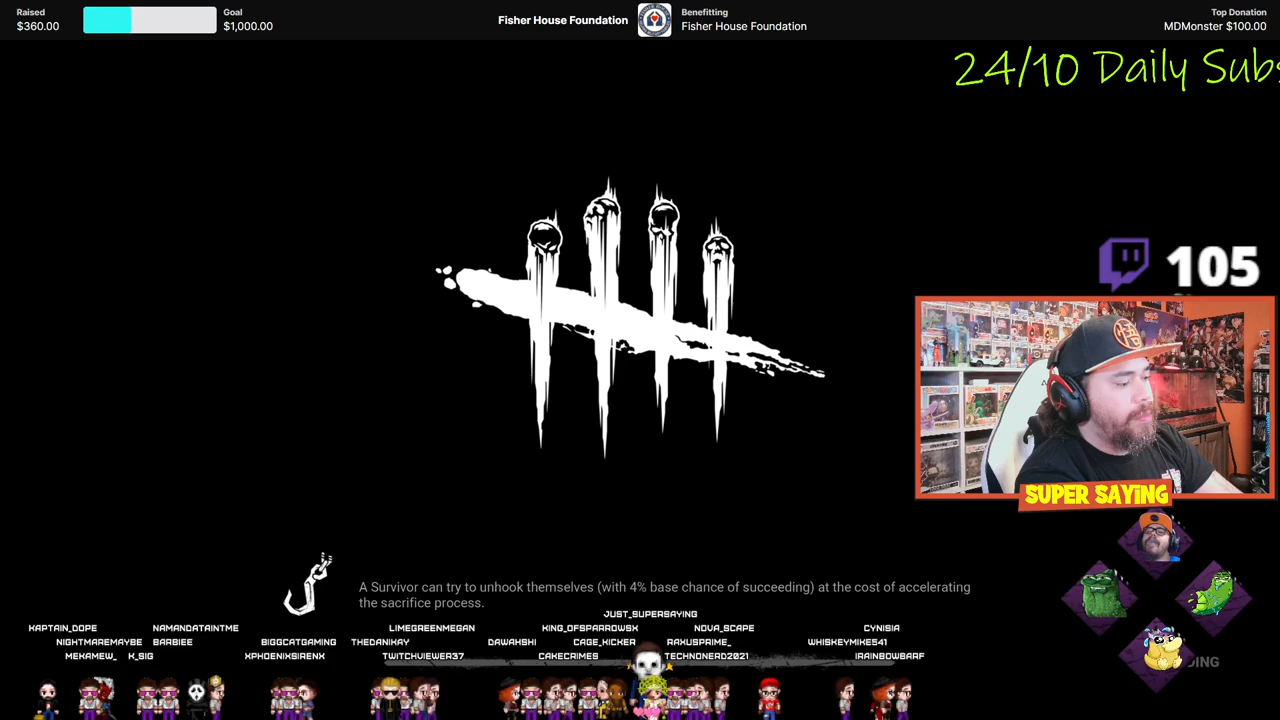 Raised
$360.00
Goal
$1,000.00
Fisher House Foundation
Benefitting
Fisher House Foundation
Top Donation
MDMonster $100.00
24/10 Daily Subs
105
SUPER SAYING
A Survivor can try to unhook themselves (with 4% base chance of succeeding) at the cost of accelerating
the sacrifice process.
JUST_SUPERSAYING
KAPTAIN_DOPE NAMANDATAINTME LIMEGREENMEGAN KING_OFSPARROWSX NOVA_SCAPE CYNISIA
NIGHTMAREMAYBE BARBIEE BIGGCATGAMING THEDANIKAY DAWAHSHI CAGE_KICKER RAXUSPRIME_ WHISKEYMIKE541
MEKAMEW_ K_SIG XPHOENIXSIRENX TWITCHVIEWER37 CAKECRIMES TECHNONERD2021 IRAINBOWBARF